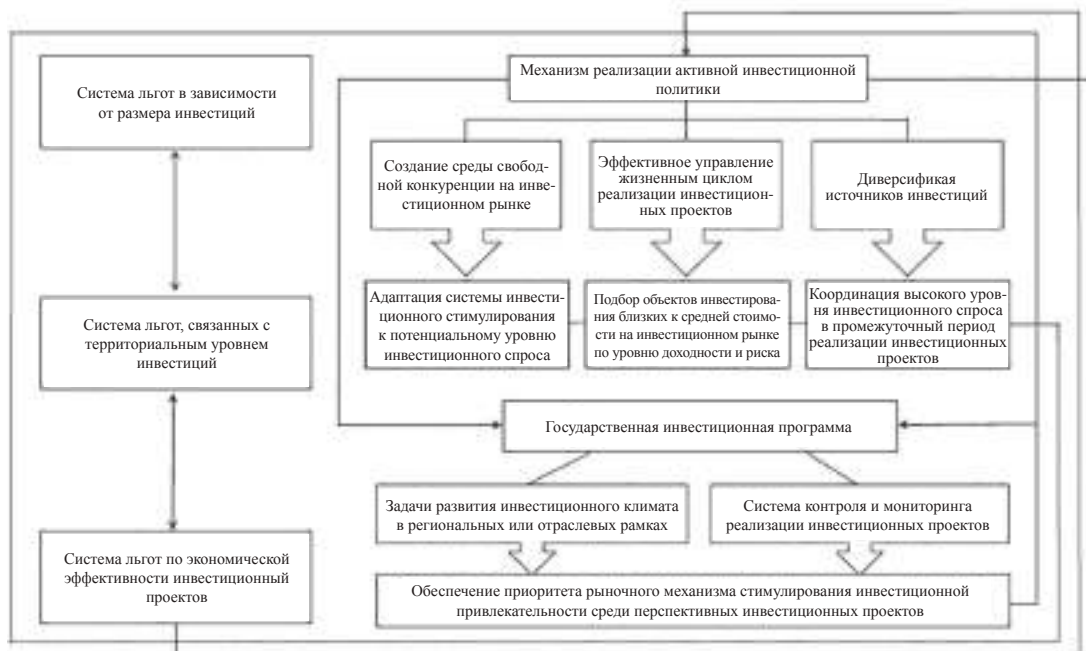 Система льгот в зависимости
от размера инвестиций
Система льгот, связанных с
территориальным уровнем
инвестиций
Система льгот по экономической
эффективности инвестиционный
проектов
Механизм реализации активной инвестиционной
политики
Создание среды свобод-
ной конкуренции на инве-
стиционном рынке
Эффективное управление
жизненным циклом
реализации инвестицион-
ных проектов
Диверсификая
источников инвестиций
Адаптация системы инвести-
ционного стимулирования
к потенциальному уровню
инвестиционного спроса
Подбор объектов инвестирова-
ния близких к средней стоимо-
сти на инвестиционном рынке
по уровню доходности и риска
Координация высокого уров-
ня инвестиционного спроса
в промежуточный период
реализации инвестиционных
проектов
Государственная инвестиционная программа
Задачи развития инвестиционного климата
в региональных или отраслевых рамках
Система контроля и мониторинга
реализации инвестиционных проектов
Обеспечение приоритета рыночного механизма стимулирования инвестиционной
привлекательности среди перспективных инвестиционных проектов